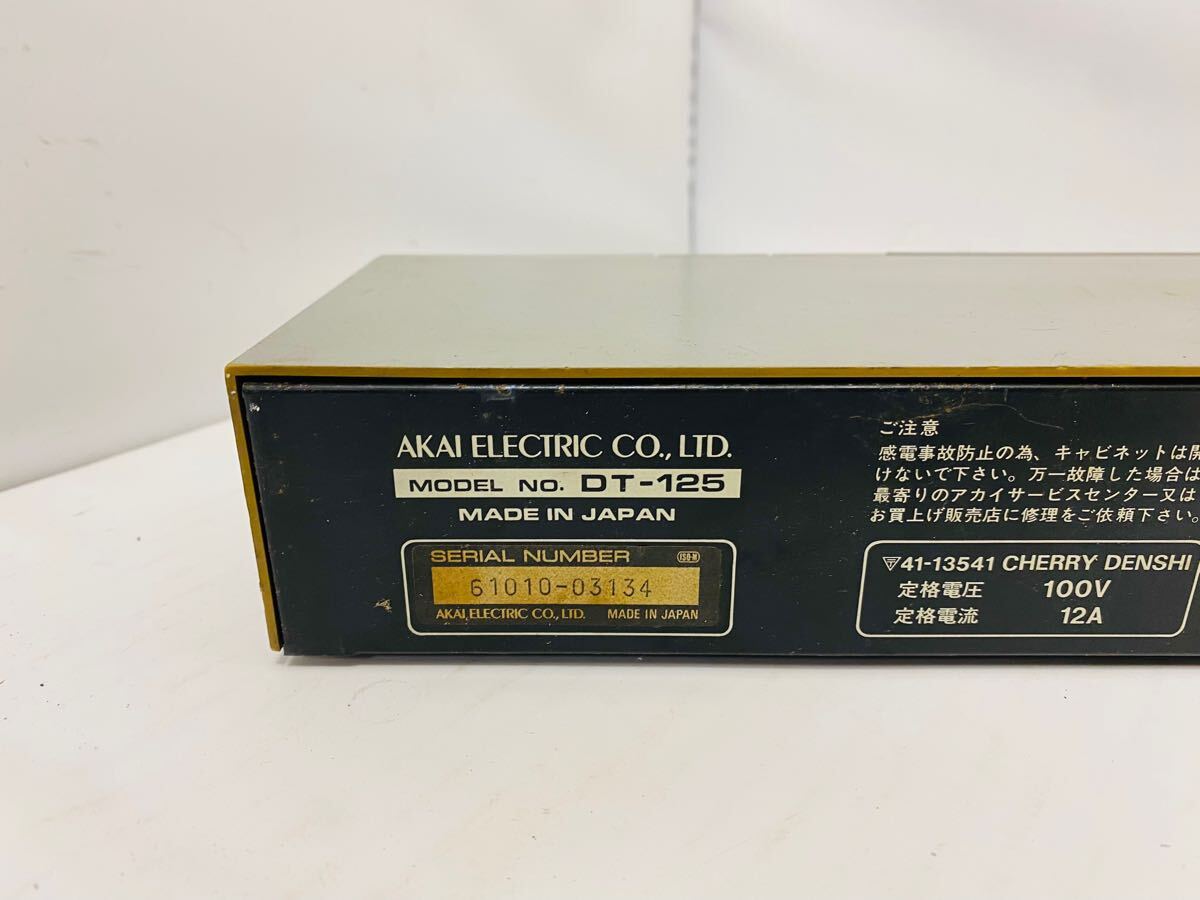 AKAI ELECTRIC CO., LTD.
MODEL NO. DT-125
MADE IN JAPAN
SERIAL NUMBER ISO-M
61010-03134
AKAI ELECTRIC CO., LTD. MADE IN JAPAN
ご注意
感電事故防止の為、キャビネットは開
けないで下さい。万一故障した場合は
最寄りのアカイサービスセンター又は
お買上げ販売店に修理をご依頼下さい。
41-13541 CHERRY DENSHI
定格電圧 100V
定格電流 12A